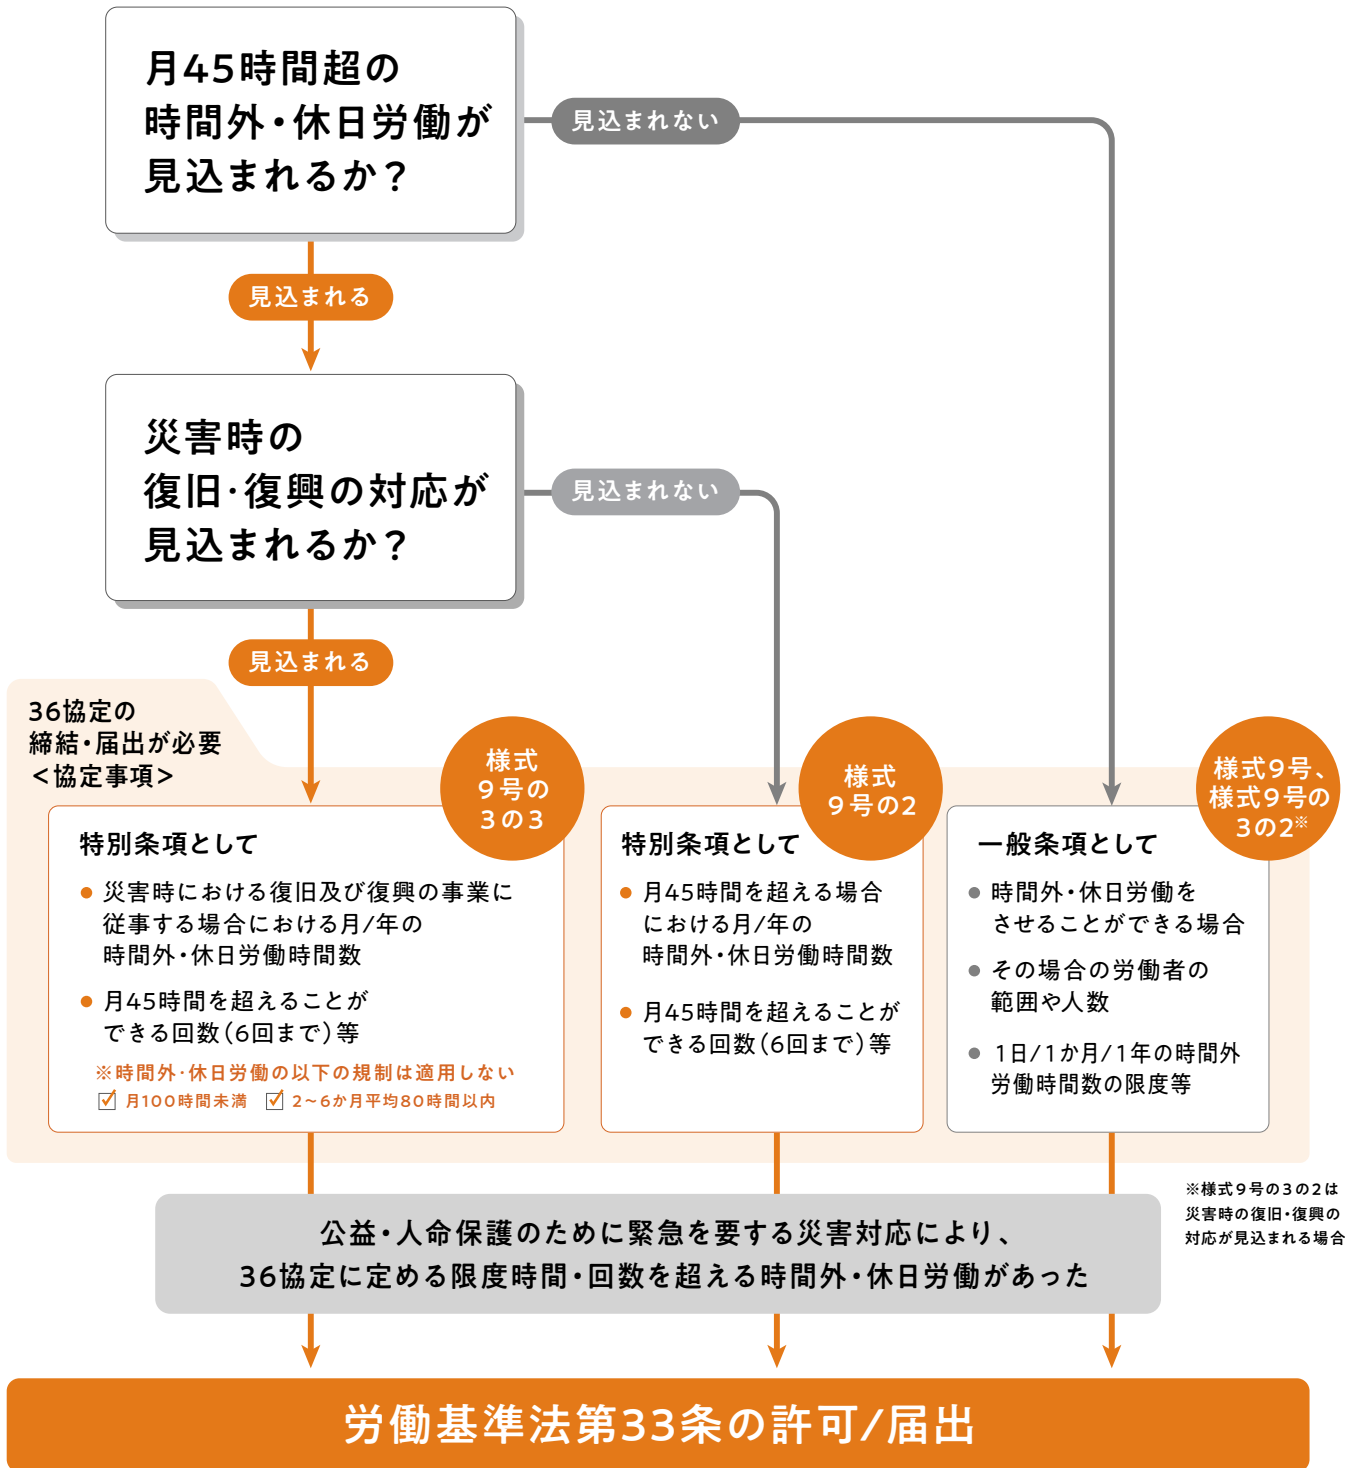 月45時間超の
時間外・休日労働が
見込まれるか？
見込まれない
見込まれる
災害時の
復旧・復興の対応が
見込まれるか？
見込まれない
見込まれる
36協定の
締結・届出が必要
＜協定事項＞
様式
9号の
3の3
特別条項として
● 災害時における復旧及び復興の事業に
従事する場合における月/年の
時間外・休日労働時間数
● 月45時間を超えることが
できる回数（6回まで）等
※時間外・休日労働の以下の規制は適用しない
☑ 月100時間未満 ☑ 2〜6か月平均80時間以内
様式
9号の2
特別条項として
● 月45時間を超える場合
における月/年の
時間外・休日労働時間数
● 月45時間を超えることが
できる回数（6回まで）等
様式9号、
様式9号の
3の2※
一般条項として
● 時間外・休日労働を
させることができる場合
● その場合の労働者の
範囲や人数
● 1日/1か月/1年の時間外
労働時間数の限度等
※様式9号の3の2は
災害時の復旧・復興の
対応が見込まれる場合
公益・人命保護のために緊急を要する災害対応により、
36協定に定める限度時間・回数を超える時間外・休日労働があった
労働基準法第33条の許可/届出